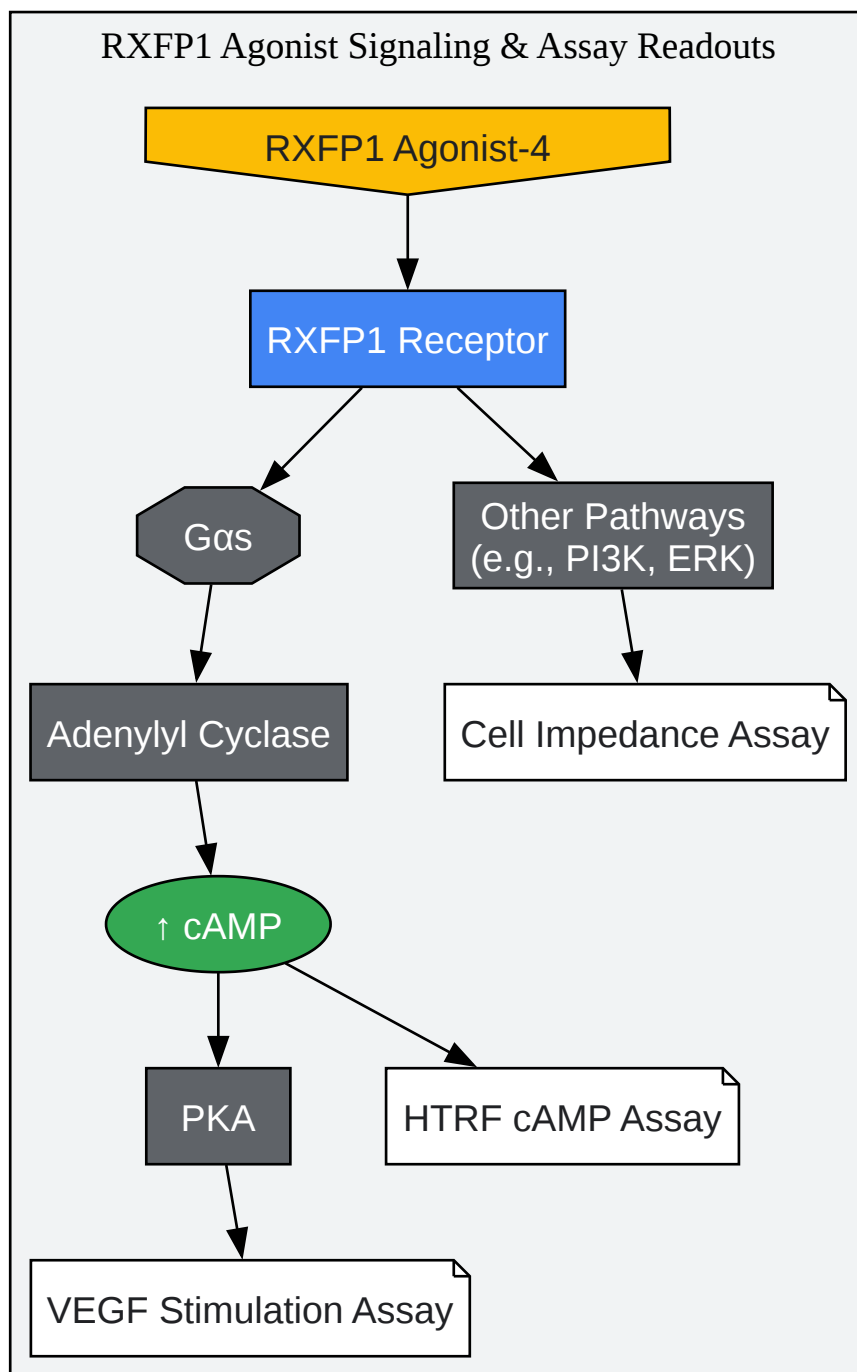 RXFP1 Agonist Signaling & Assay Readouts
RXFP1 Agonist-4
RXFP1 Receptor
Gαs
Other Pathways
(e.g., PI3K, ERK)
Adenylyl Cyclase
Cell Impedance Assay
↑ cAMP
PKA
HTRF cAMP Assay
VEGF Stimulation Assay